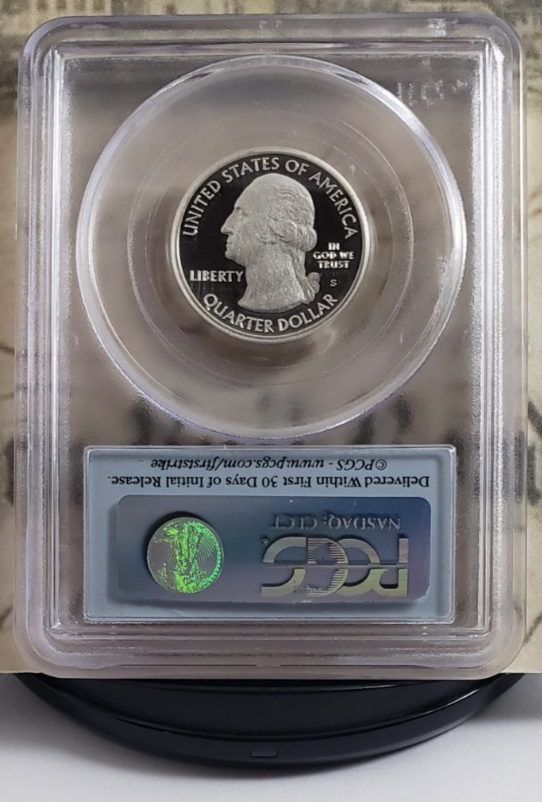 UNITED STATES OF AMERICA
LIBERTY
IN
GOD WE
TRUST
S
QUARTER DOLLAR
PCGS
NASDAQ: CLCT
Delivered Within First 30 Days of Initial Release.
©PCGS - www.pcgs.com/firststrike